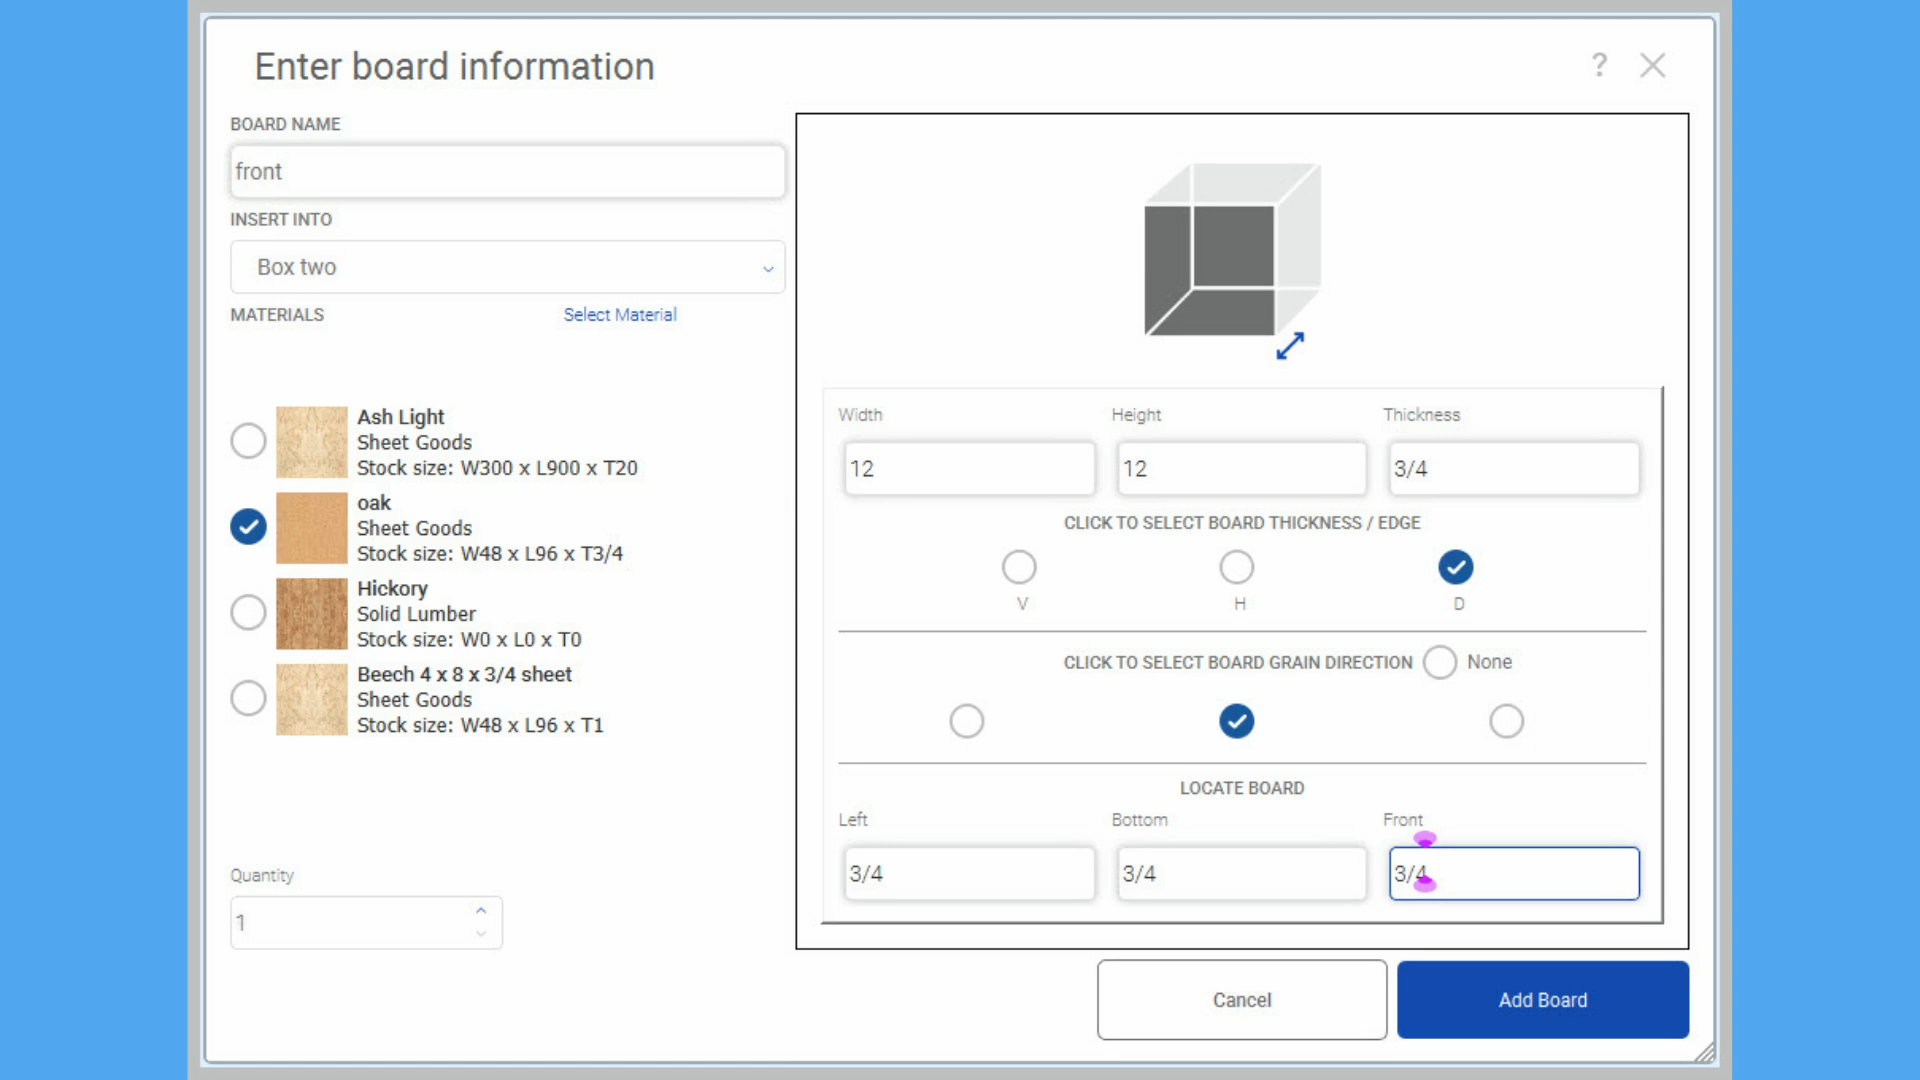 Enter board information
?
BOARD NAME
front
INSERT INTO
Box two
MATERIALS
Select Material
Ash Light
Sheet Goods
Stock size: W300 x L900 x T20
oak
Sheet Goods
Stock size: W48 x L96 x T3/4
Hickory
Solid Lumber
Stock size: W0 x L0 x T0
Beech 4 x 8 x 3/4 sheet
Sheet Goods
Stock size: W48 x L96 x T1
Quantity
1
Width Height Thickness
12 12 3/4
CLICK TO SELECT BOARD THICKNESS / EDGE
V H D
CLICK TO SELECT BOARD GRAIN DIRECTION None
LOCATE BOARD
Left Bottom Front
3/4 3/4 3/4
Cancel Add Board